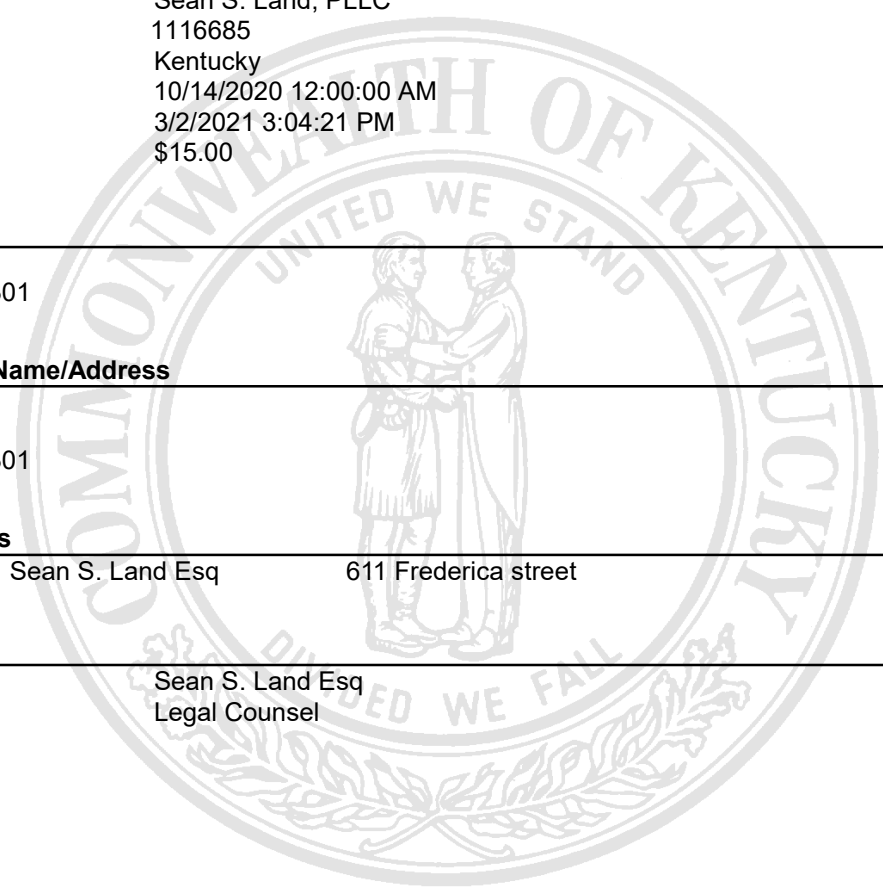 Sean S. Land, PLLC
1116685
Kentucky
10/14/2020 12:00:00 AM
3/2/2021 3:04:21 PM
$15.00
COMMONWEALTH OF KENTUCKY
UNITED WE STAND
01
Name/Address
01
s
Sean S. Land Esq 611 Frederica street
Sean S. Land Esq
Legal Counsel
DIVIDED WE FALL